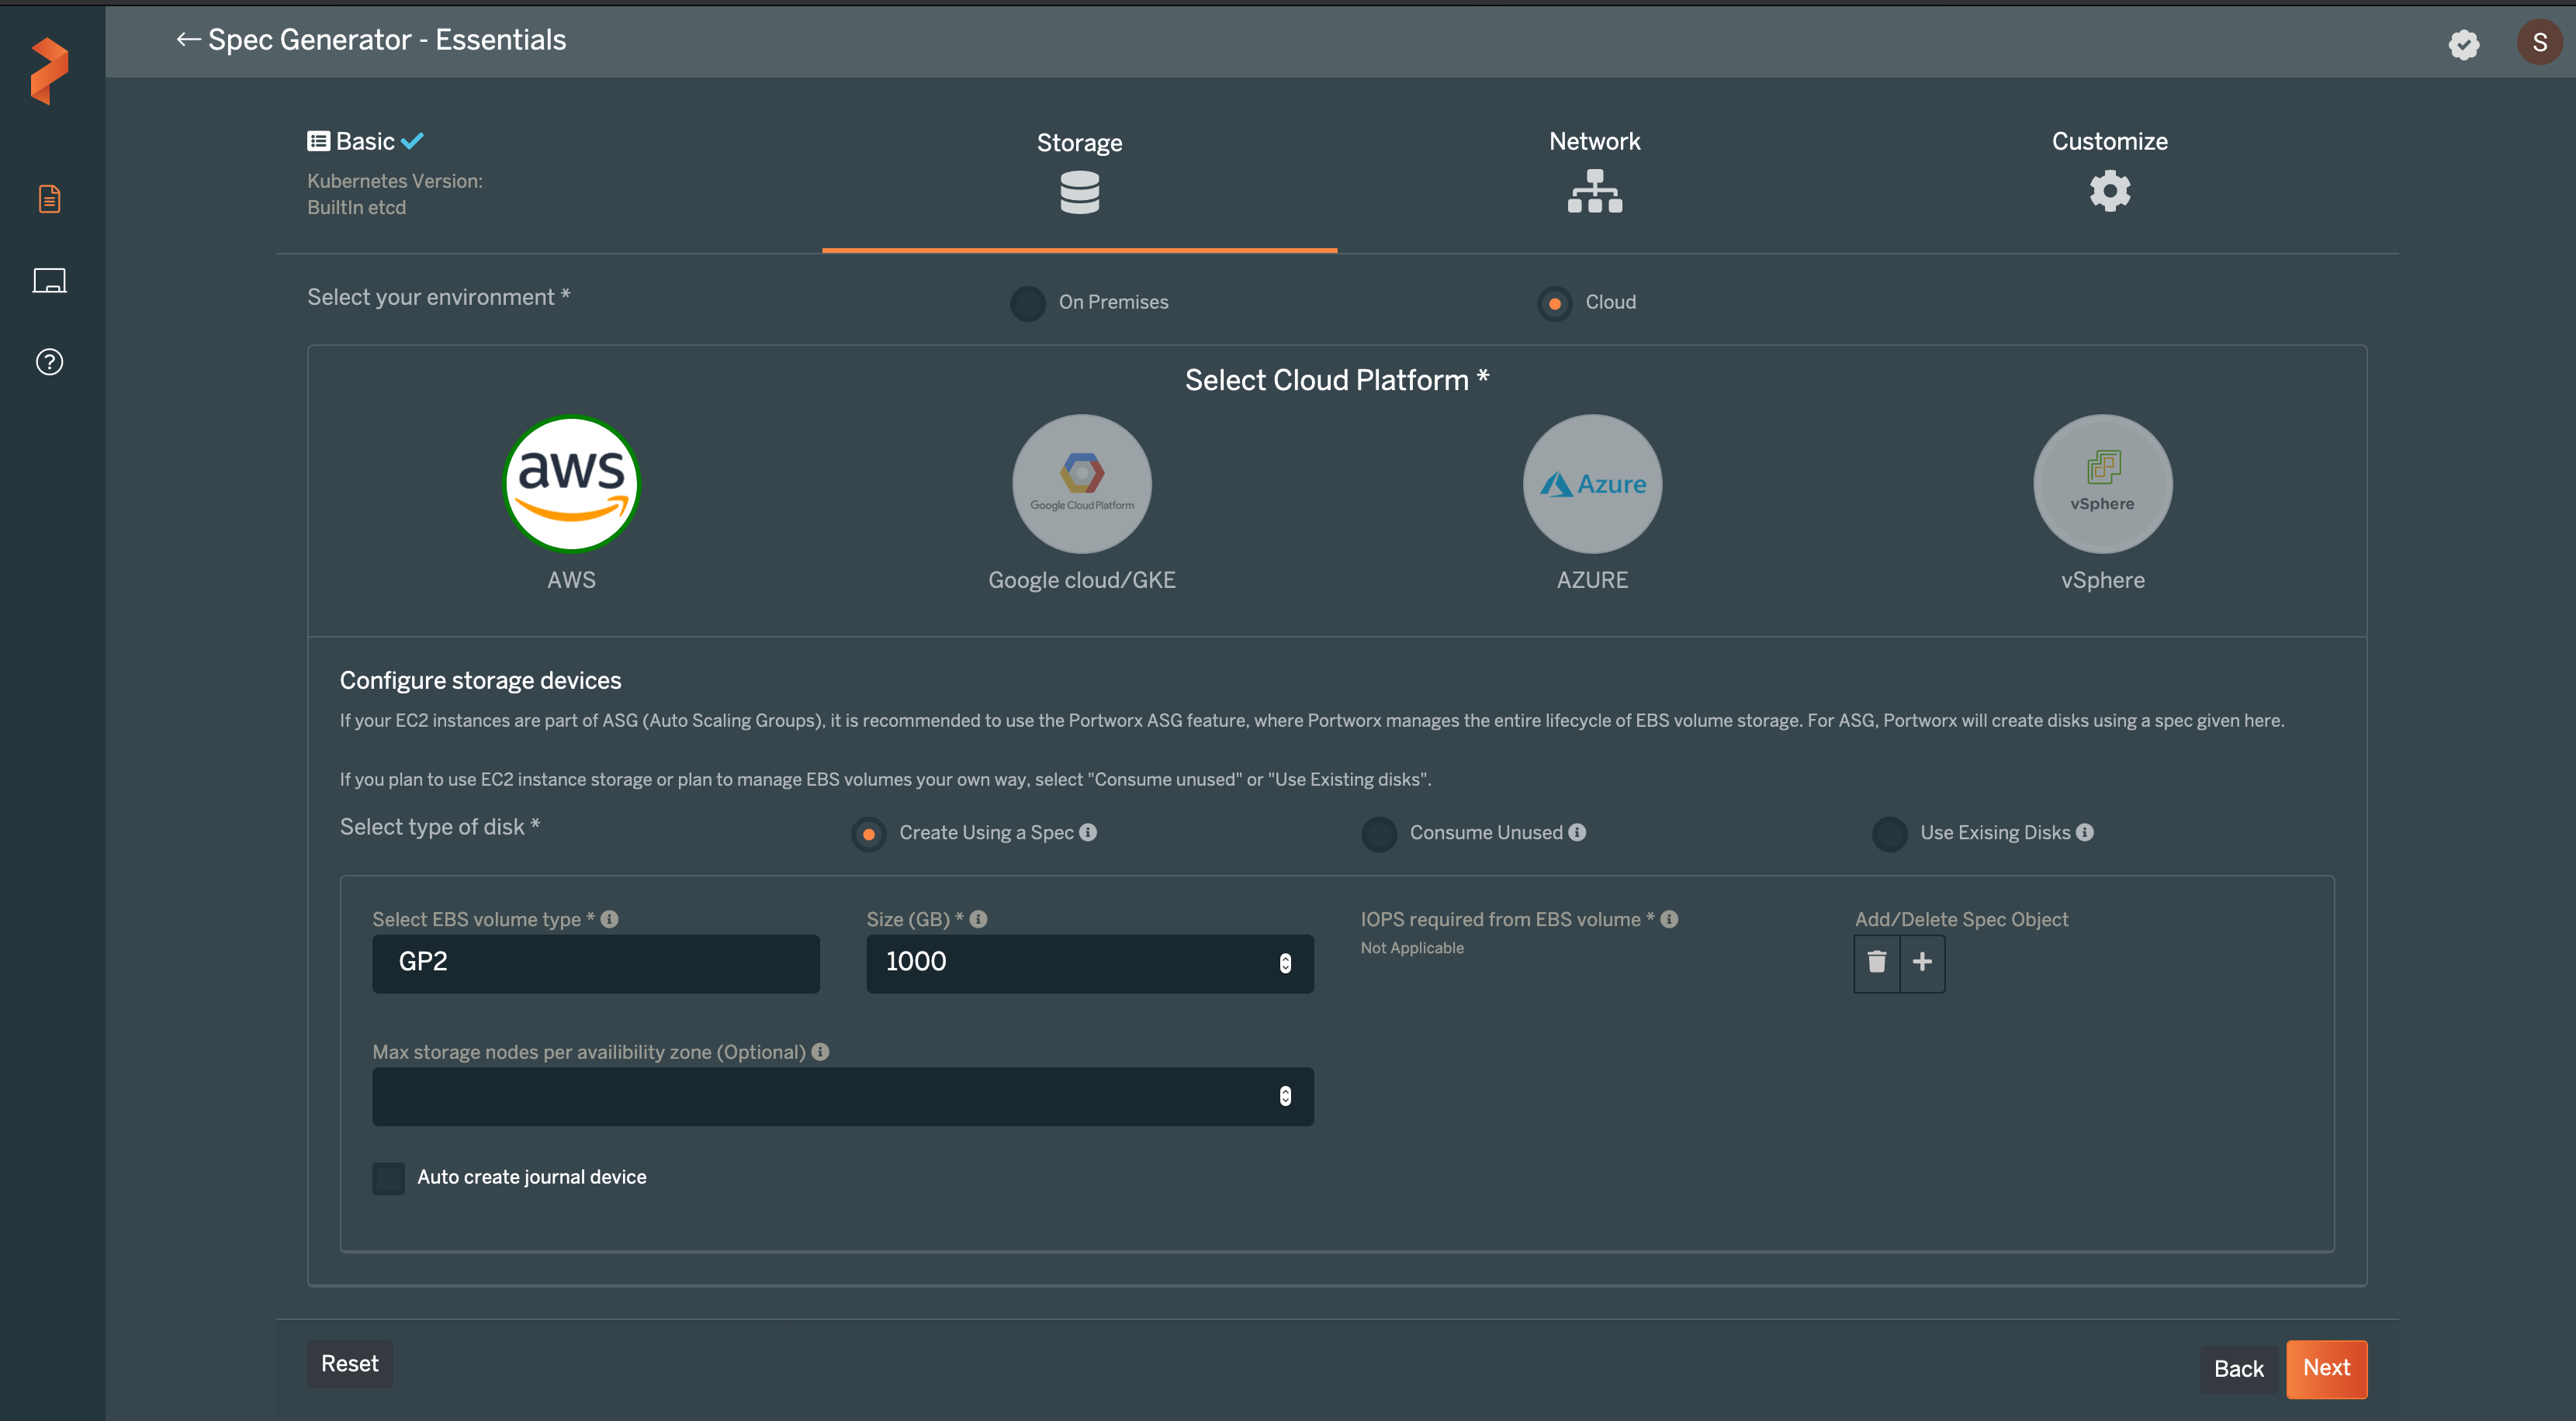 Spec Generator - Essentials
S
Basic
Kubernetes Version:
BuiltIn etcd
Storage
Network
Customize
Select your environment *
On Premises
Cloud
Select Cloud Platform *
aws
Google Cloud Platform
Azure
vSphere
AWS
Google cloud/GKE
AZURE
vSphere
Configure storage devices
If your EC2 instances are part of ASG (Auto Scaling Groups), it is recommended to use the Portworx ASG feature, where Portworx manages the entire lifecycle of EBS volume storage. For ASG, Portworx will create disks using a spec given here.
If you plan to use EC2 instance storage or plan to manage EBS volumes your own way, select "Consume unused" or "Use Existing disks".
Select type of disk *
Create Using a Spec
Consume Unused
Use Exising Disks
Select EBS volume type *
Size (GB) *
IOPS required from EBS volume *
Add/Delete Spec Object
GP2
1000
Not Applicable
Max storage nodes per availibility zone (Optional)
Auto create journal device
Reset
Back
Next